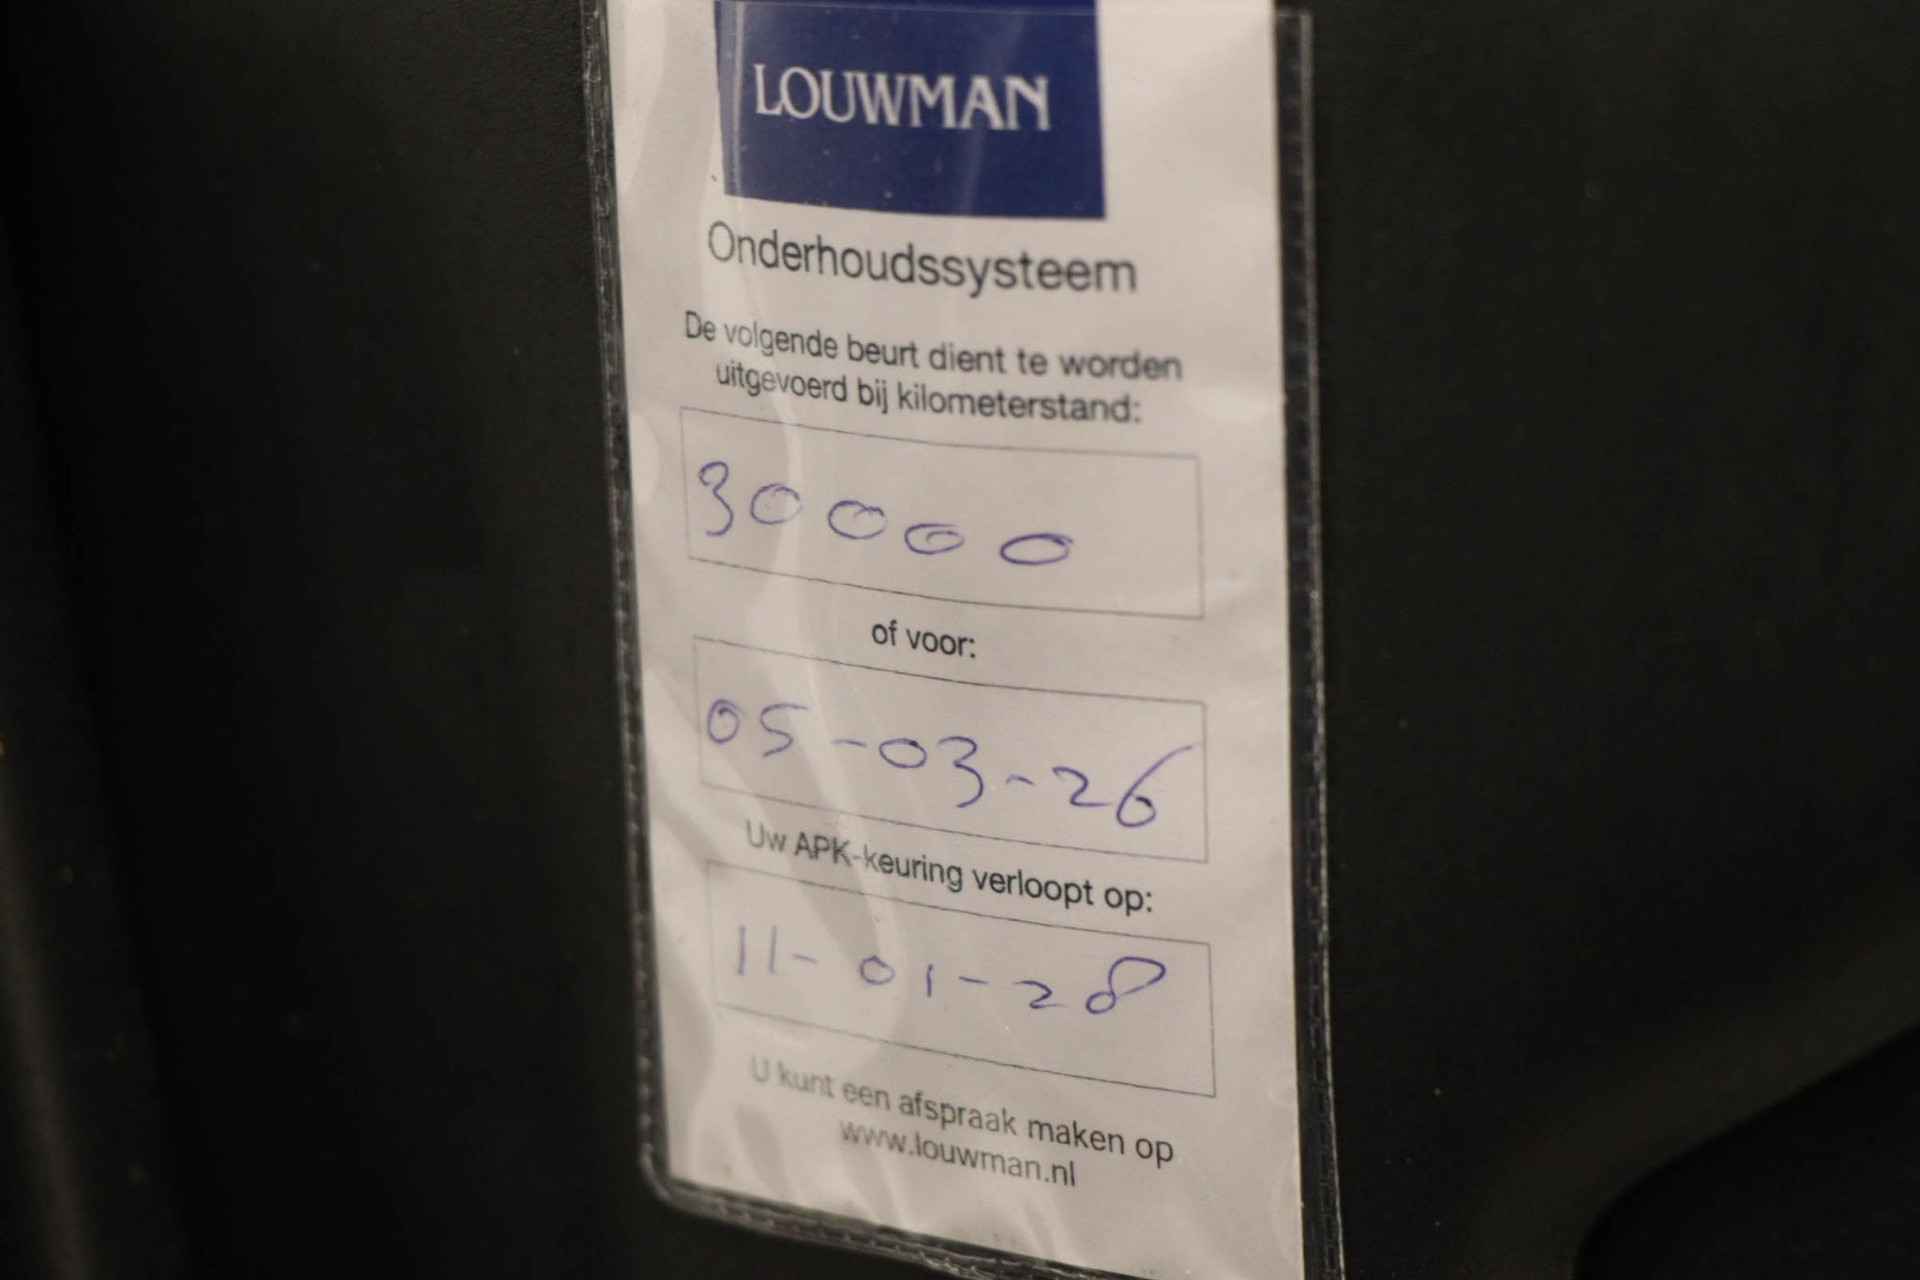 LOUWMAN
Onderhoudssysteem
De volgende beurt dient te worden
uitgevoerd bij kilometerstand:
30000
of voor:
05-03-26
Uw APK-keuring verloopt op:
11-01-28
U kunt een afspraak maken op
www.louwman.nl